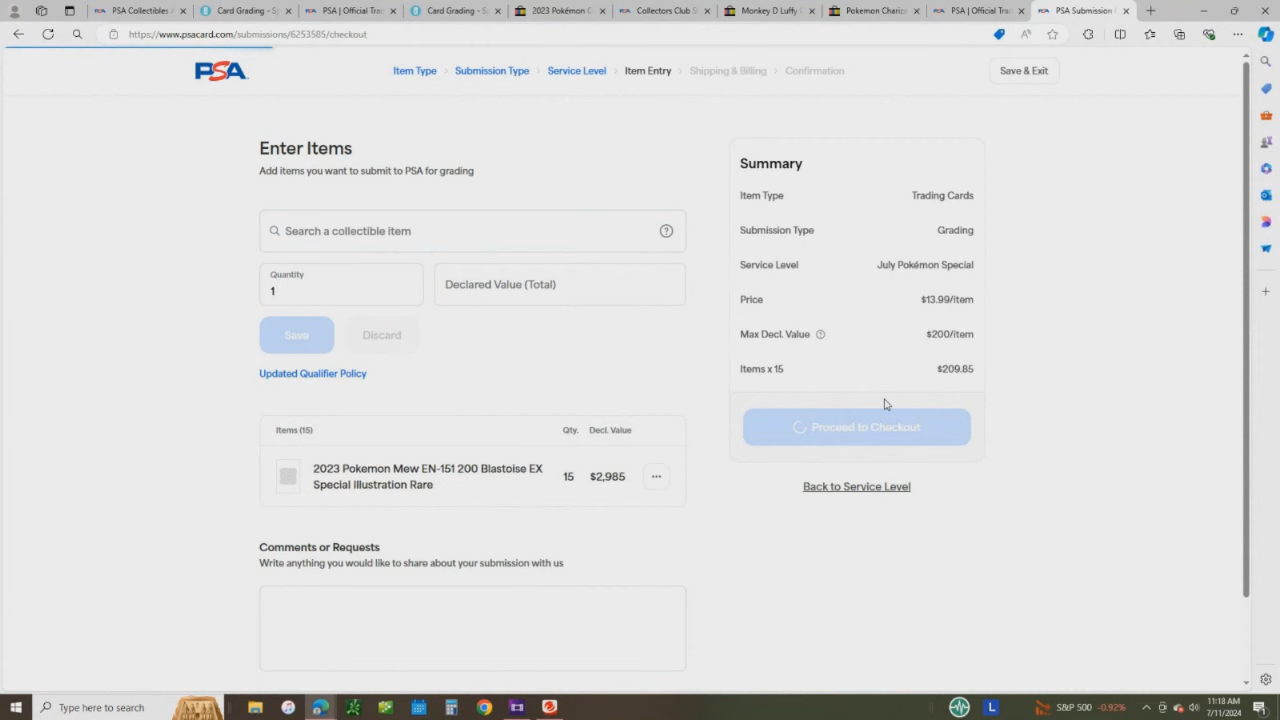 PSA Collectibles A
Card Grading - Sp
PSA | Official Trac
Card Grading - Sp
2023 Pokémon C
Collectors Club S
Monkey D Luffy
Pokemon Chariz
PSA | Official Trac
PSA Submission
https://www.psacard.com/submissions/6253585/checkout
PSA
Item Type > Submission Type > Service Level > Item Entry > Shipping & Billing > Confirmation
Save & Exit
Enter Items
Add items you want to submit to PSA for grading
Search a collectible item
Quantity
1
Declared Value (Total)
Save
Discard
Updated Qualifier Policy
Items (15) Qty. Decl. Value
2023 Pokemon Mew EN-151 200 Blastoise EX
Special Illustration Rare
15 $2,985
Comments or Requests
Write anything you would like to share about your submission with us
Summary
Item Type Trading Cards
Submission Type Grading
Service Level July Pokémon Special
Price $13.99/item
Max Decl. Value $200/item
Items x 15 $209.85
Proceed to Checkout
Back to Service Level
Type here to search
L
S&P 500 -0.92%
11:18 AM
7/11/2024